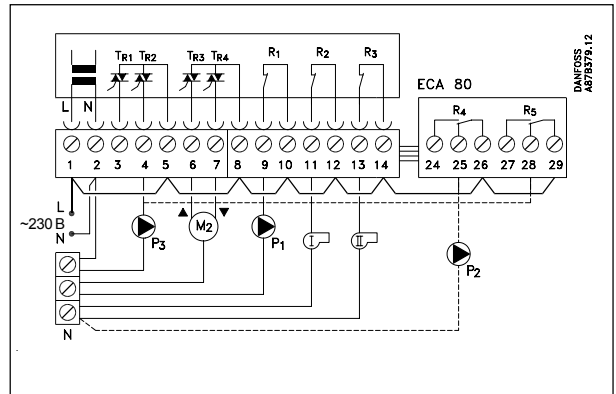 TR1 TR2 TR3 TR4 R1 R2 R3
DANFOSS
A87B379.12
L N
ECA 80
R4 R5
1 2 3 4 5 6 7 8 9 10 11 12 13 14
24 25 26 27 28 29
L
~230 В
N
P3 M2 P1 I II
P2
N